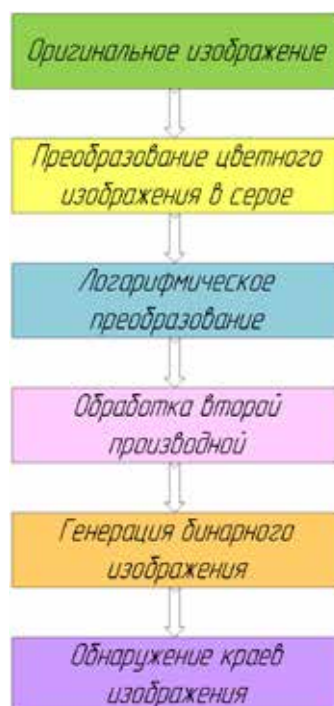 Оригинальное изображение
Преобразование цветного
изображения в серое
Логарифмическое
преобразование
Обработка второй
производной
Генерация бинарного
изображения
Обнаружение краев
изображения